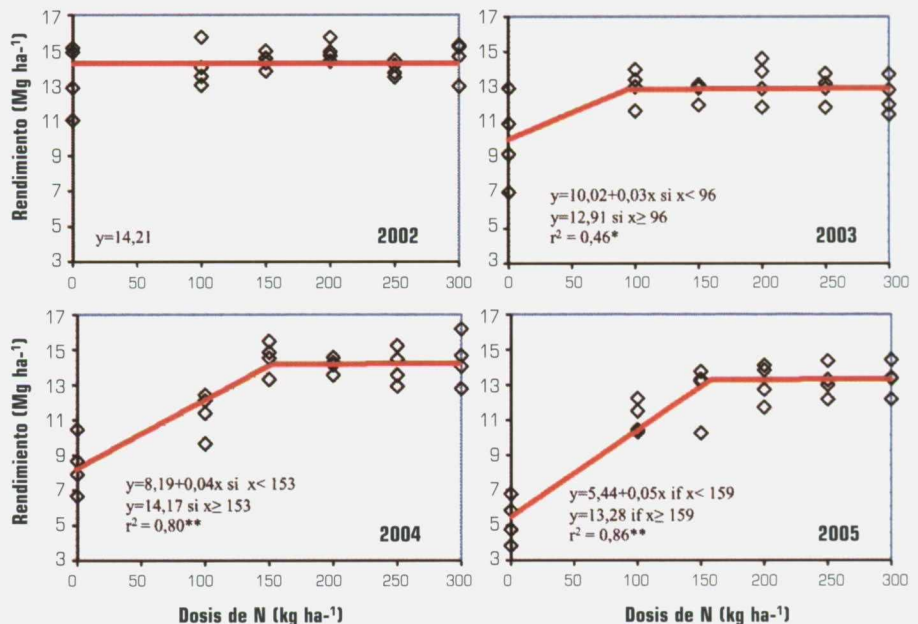 Rendimiento (Mg ha-¹)
17
15
13
11
9
7
5
3
y=14,21
2002
0 50 100 150 200 250 300
17
15
13
11
9
7
5
3
y=10,02+0,03x si x< 96
y=12,91 si x≥ 96
r² = 0,46*
2003
0 50 100 150 200 250 300
Rendimiento (Mg ha-¹)
17
15
13
11
9
7
5
3
y=8,19+0,04x si x< 153
y=14,17 si x≥ 153
r² = 0,80**
2004
0 50 100 150 200 250 300
Dosis de N (kg ha-¹)
17
15
13
11
9
7
5
3
y=5,44+0,05x if x< 159
y=13,28 if x≥ 159
r² = 0,86**
2005
0 50 100 150 200 250 300
Dosis de N (kg ha-¹)